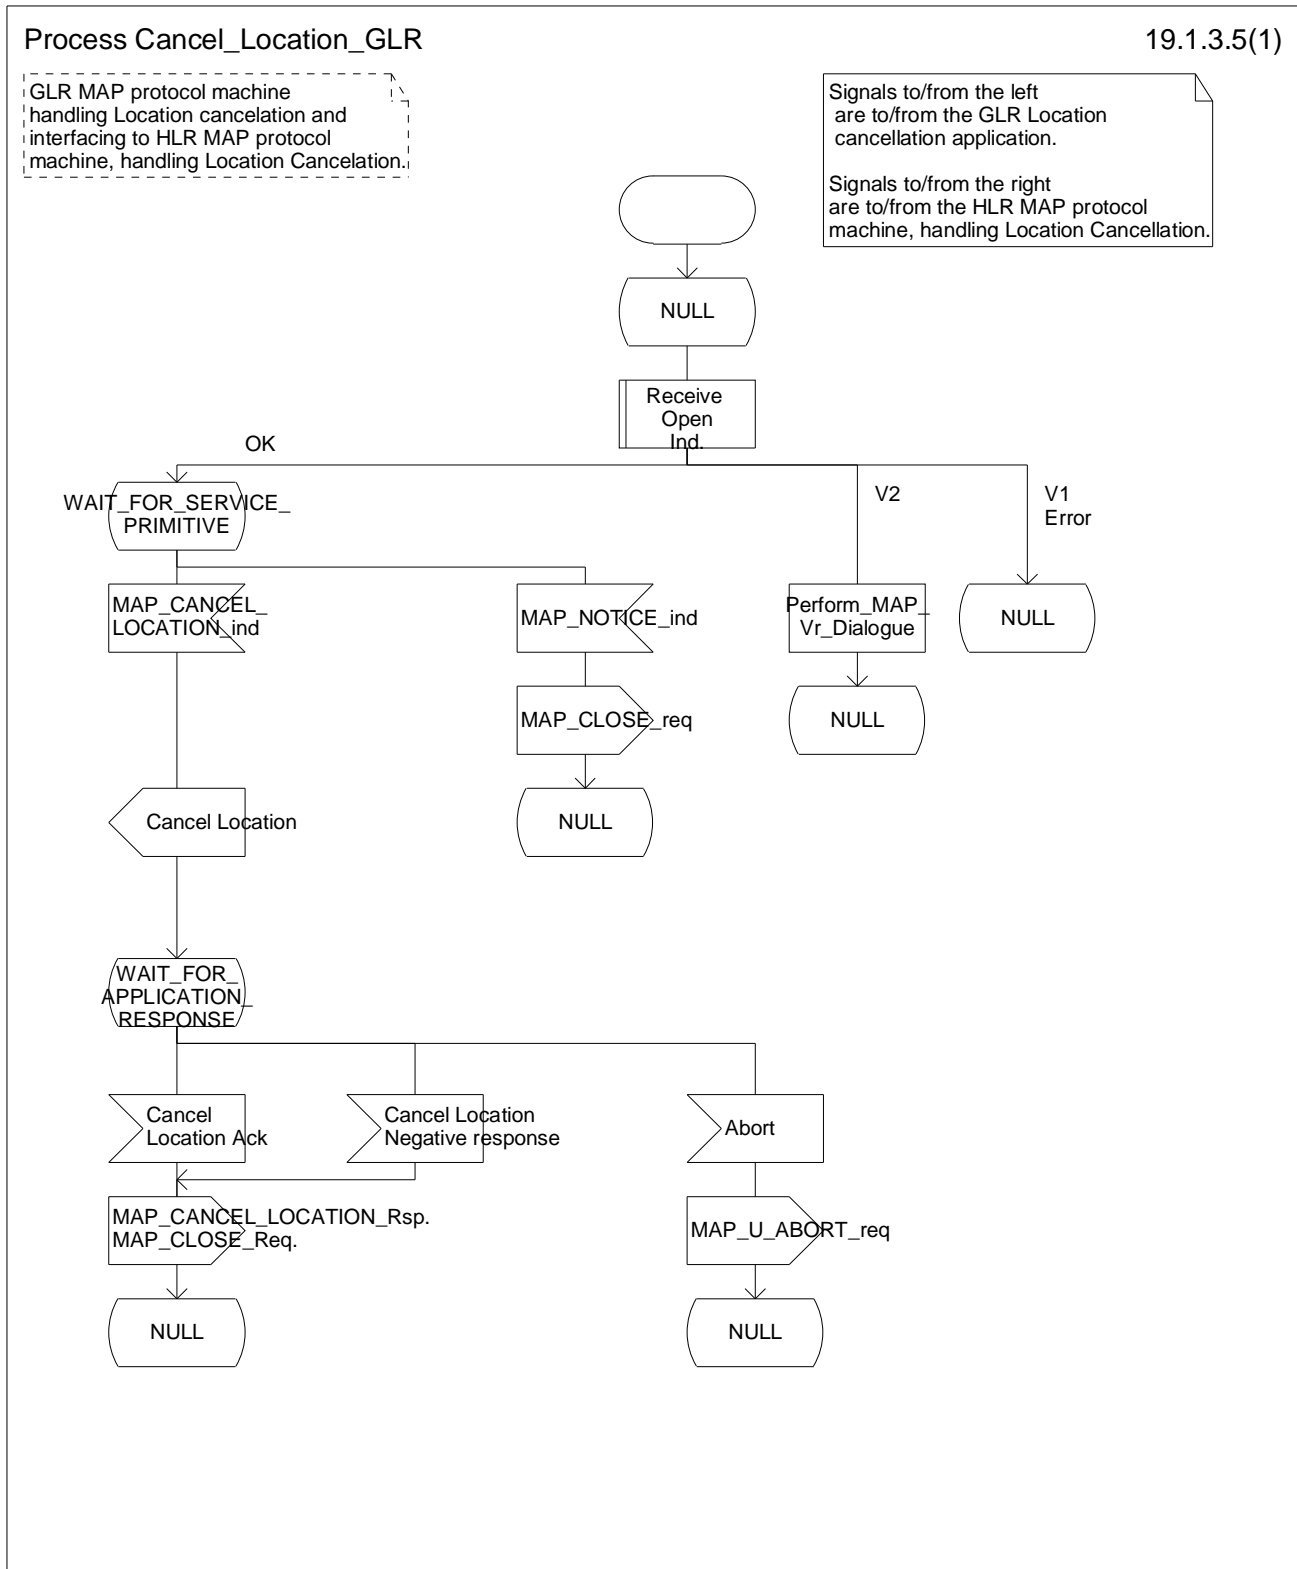 Process Cancel_Location_GLR
19.1.3.5(1)
GLR MAP protocol machine
handling Location cancelation and
interfacing to HLR MAP protocol
machine, handling Location Cancelation.
Signals to/from the left
are to/from the GLR Location
cancellation application.
Signals to/from the right
are to/from the HLR MAP protocol
machine, handling Location Cancellation.
NULL
Receive
Open
Ind.
OK
V2
V1
Error
WAIT_FOR_SERVICE_
PRIMITIVE
MAP_CANCEL_
LOCATION_ind
MAP_NOTICE_ind
Perform_MAP_
Vr_Dialogue
NULL
MAP_CLOSE_req
NULL
Cancel Location
NULL
WAIT_FOR_
APPLICATION_
RESPONSE
Cancel
Location Ack
Cancel Location
Negative response
Abort
MAP_CANCEL_LOCATION_Rsp.
MAP_CLOSE_Req.
MAP_U_ABORT_req
NULL
NULL